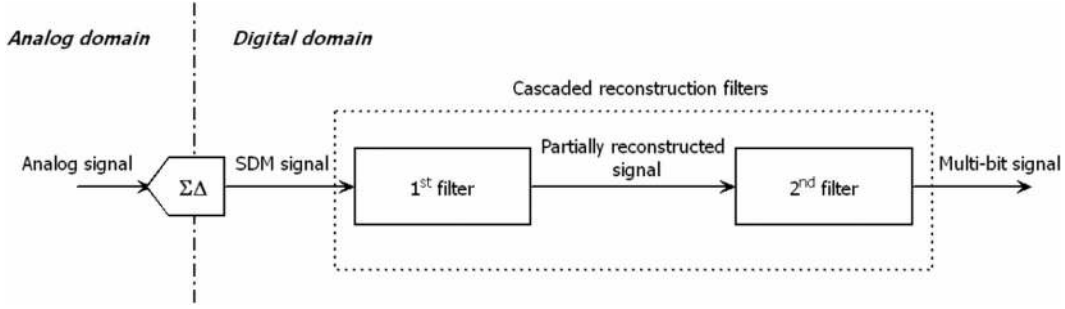 Analog domain
Digital domain
Cascaded reconstruction filters
Analog signal
ΣΔ
SDM signal
1st filter
Partially reconstructed
signal
2nd filter
Multi-bit signal